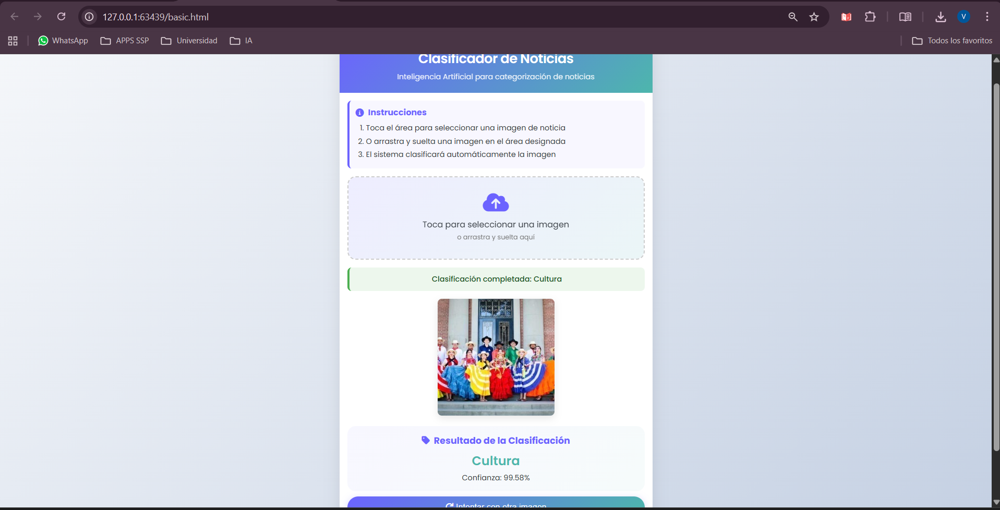 127.0.0.1:63439/basic.html
V
WhatsApp
APPS SSP
Universidad
IA
Todos los favoritos
Clasificador de Noticias
Inteligencia Artificial para categorización de noticias
Instrucciones
1. Toca el área para seleccionar una imagen de noticia
2. O arrastra y suelta una imagen en el área designada
3. El sistema clasificará automáticamente la imagen
Toca para seleccionar una imagen
o arrastra y suelta aquí
Clasificación completada: Cultura
Resultado de la Clasificación
Cultura
Confianza: 99.58%
Intentar con otra imagen